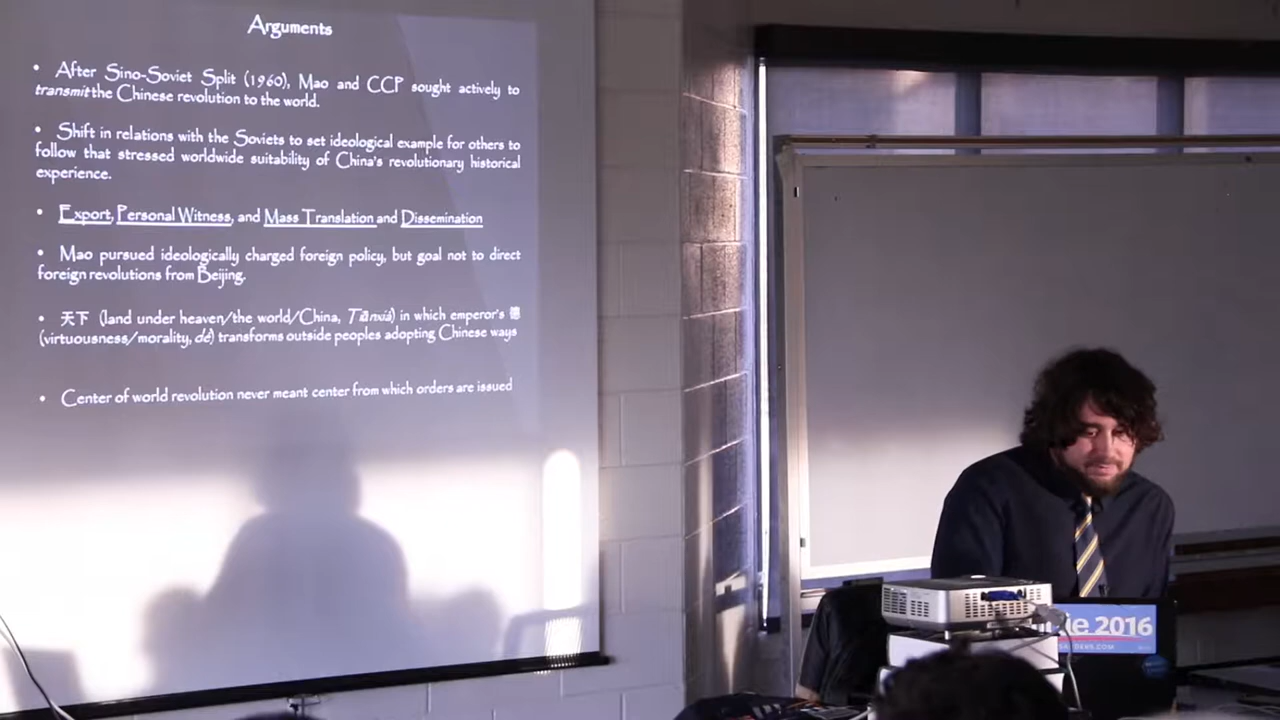 Arguments
• After Sino-Soviet Split (1960), Mao and CCP sought actively to
transmit the Chinese revolution to the world.
• Shift in relations with the Soviets to set ideological example for others to
follow that stressed worldwide suitability of China's revolutionary historical
experience.
• Export, Personal Witness, and Mass Translation and Dissemination
• Mao pursued ideologically charged foreign policy, but goal not to direct
foreign revolutions from Beijing.
• 天下 (land under heaven/the world/China, Tānxià) in which emperor's 德
(virtuousness/morality, dé) transforms outside peoples adopting Chinese ways
• Center of world revolution never meant center from which orders are issued
2016